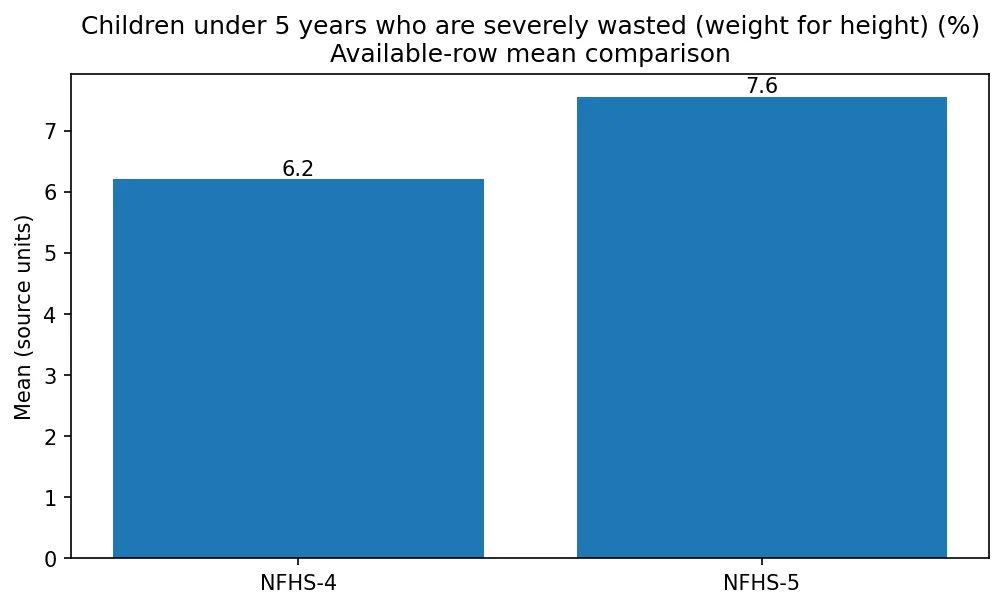 Children under 5 years who are severely wasted (weight for height) (%)
Available-row mean comparison
Mean (source units)
7
6
5
4
3
2
1
0
6.2
7.6
NFHS-4
NFHS-5